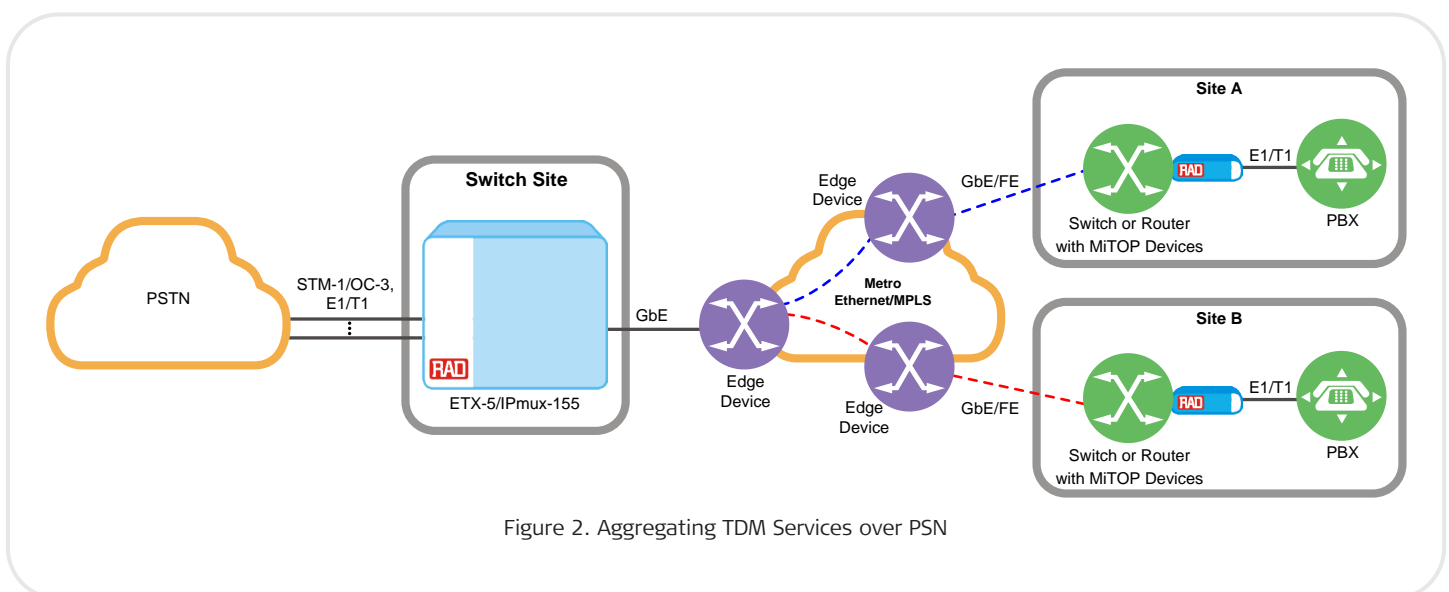 PSTN
STM-1/OC-3,
E1/T1
Switch Site
RAD
ETX-5/IPmux-155
GbE
Edge
Device
Edge
Device
Metro
Ethernet/MPLS
Edge
Device
GbE/FE
GbE/FE
Site A
RAD
E1/T1
Switch or Router
with MiTOP Devices
PBX
Site B
RAD
E1/T1
Switch or Router
with MiTOP Devices
PBX
Figure 2. Aggregating TDM Services over PSN